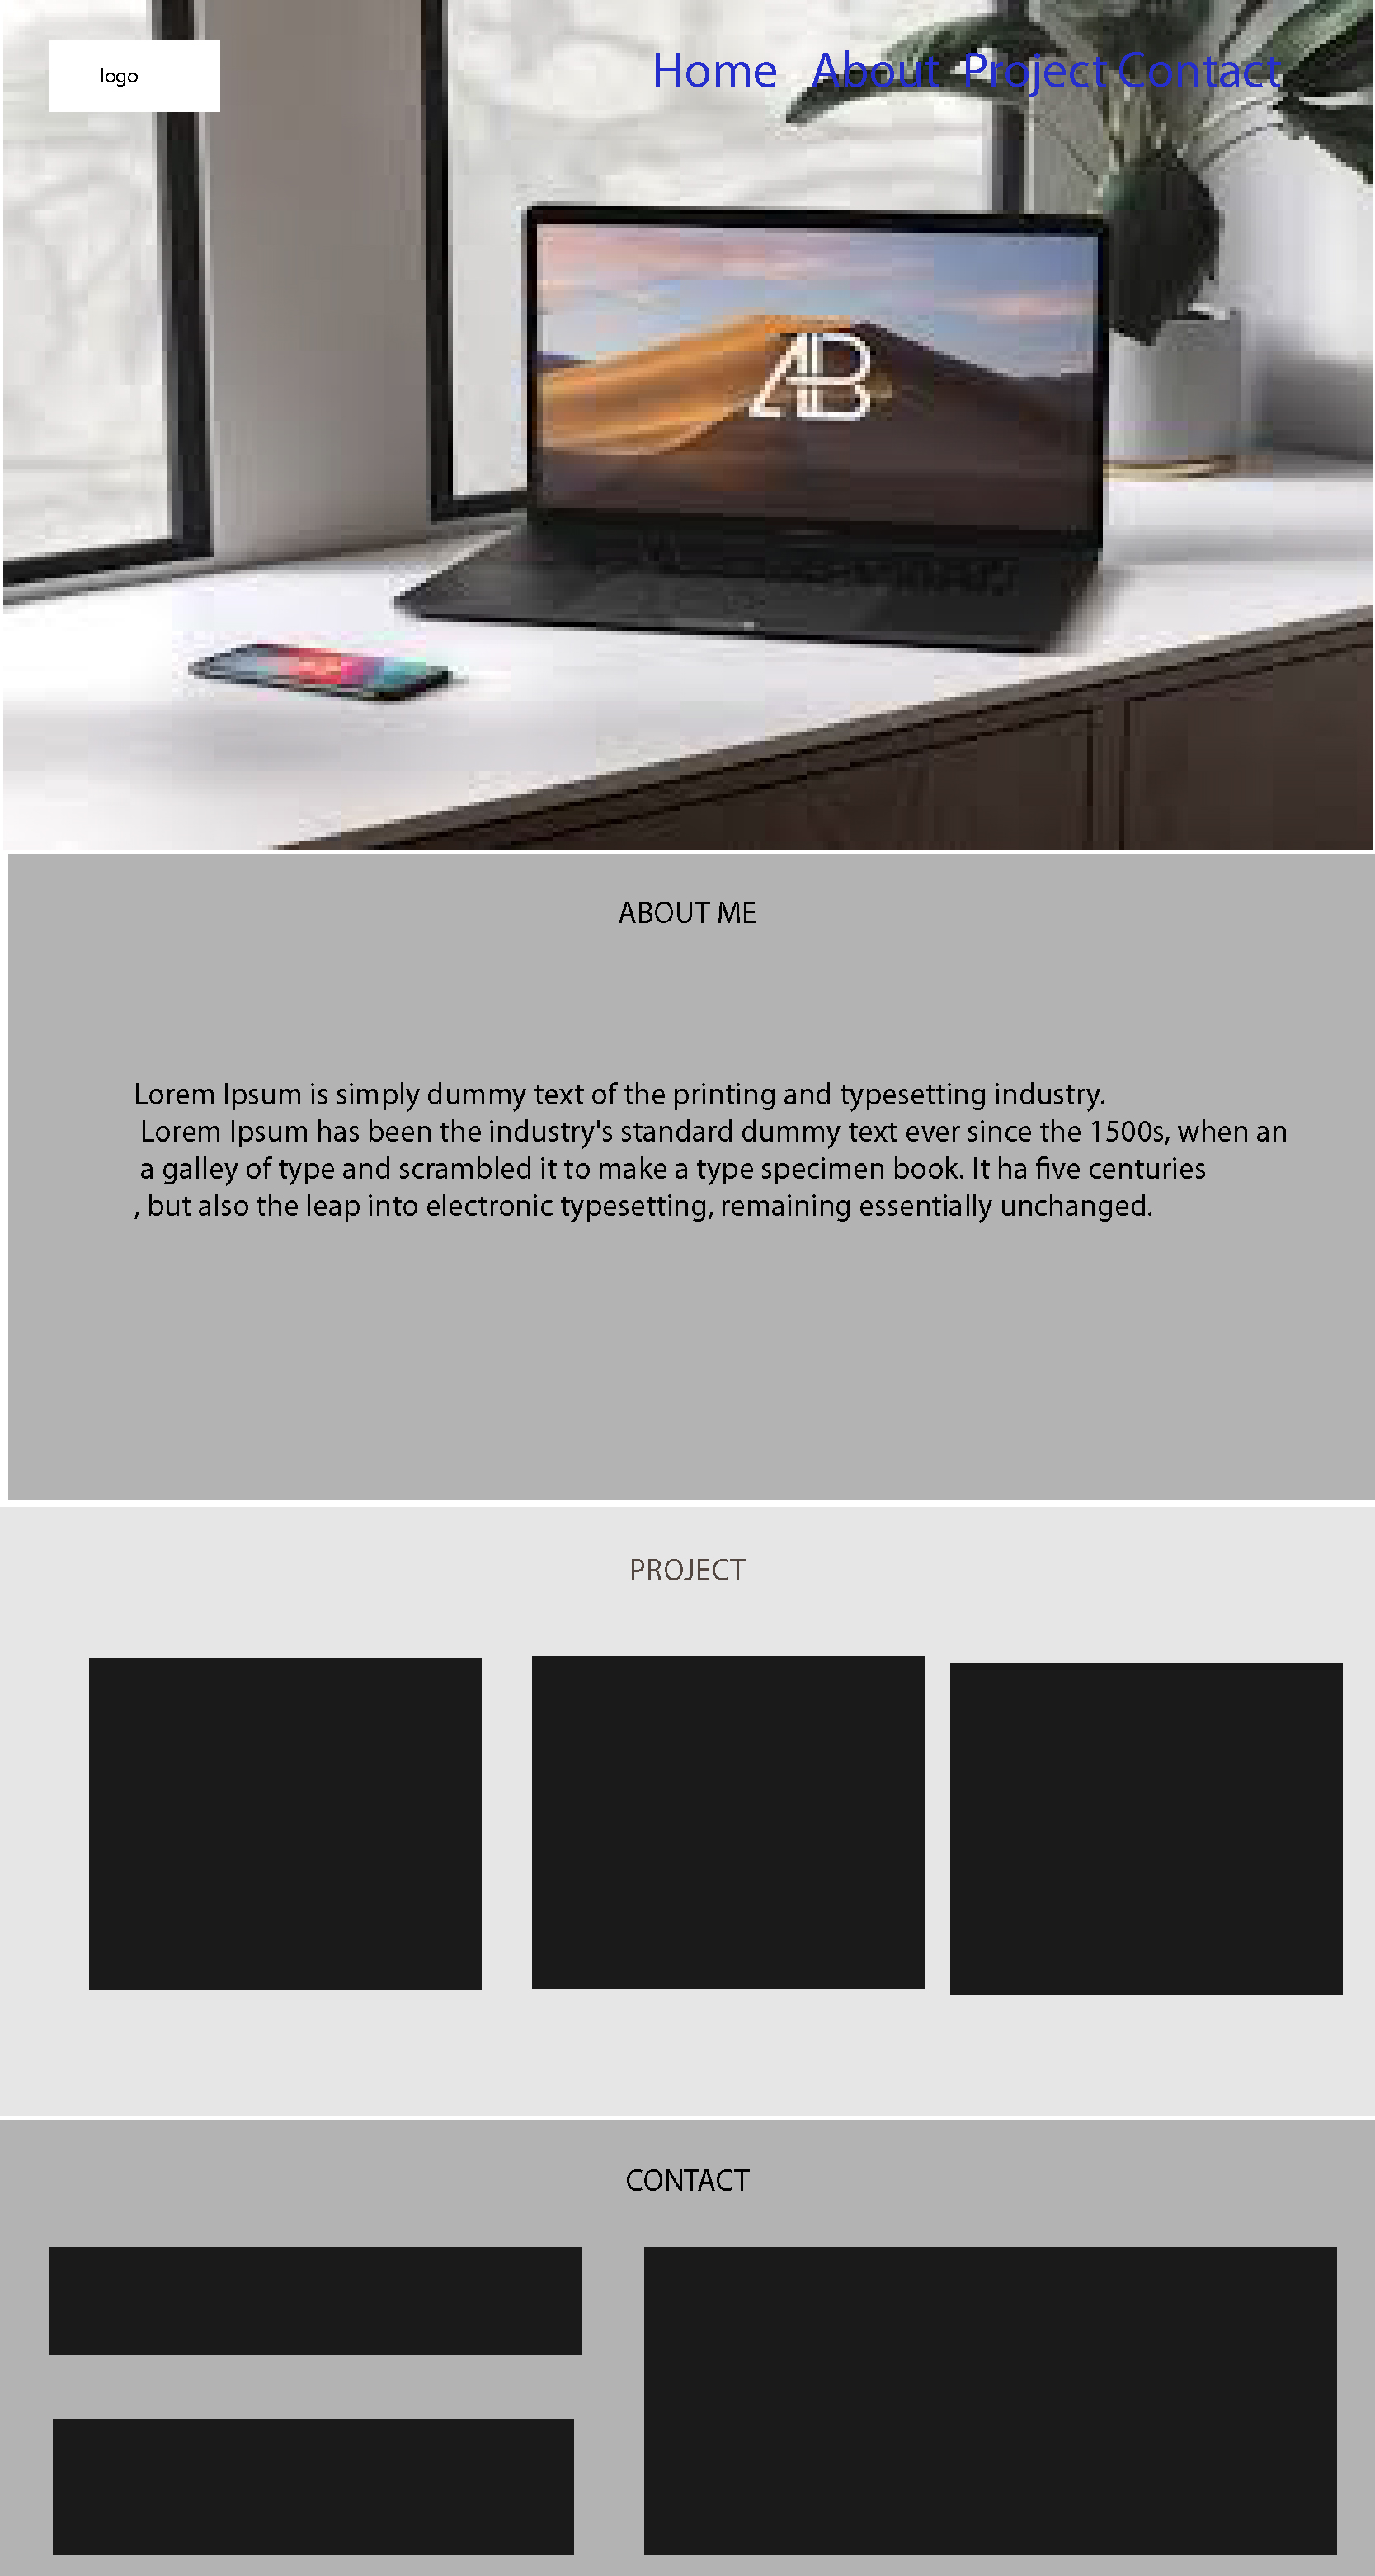 logo
Home About Project Contact
AB
ABOUT ME
Lorem Ipsum is simply dummy text of the printing and typesetting industry.
Lorem Ipsum has been the industry's standard dummy text ever since the 1500s, when an
a galley of type and scrambled it to make a type specimen book. It ha five centuries
, but also the leap into electronic typesetting, remaining essentially unchanged.
PROJECT
CONTACT